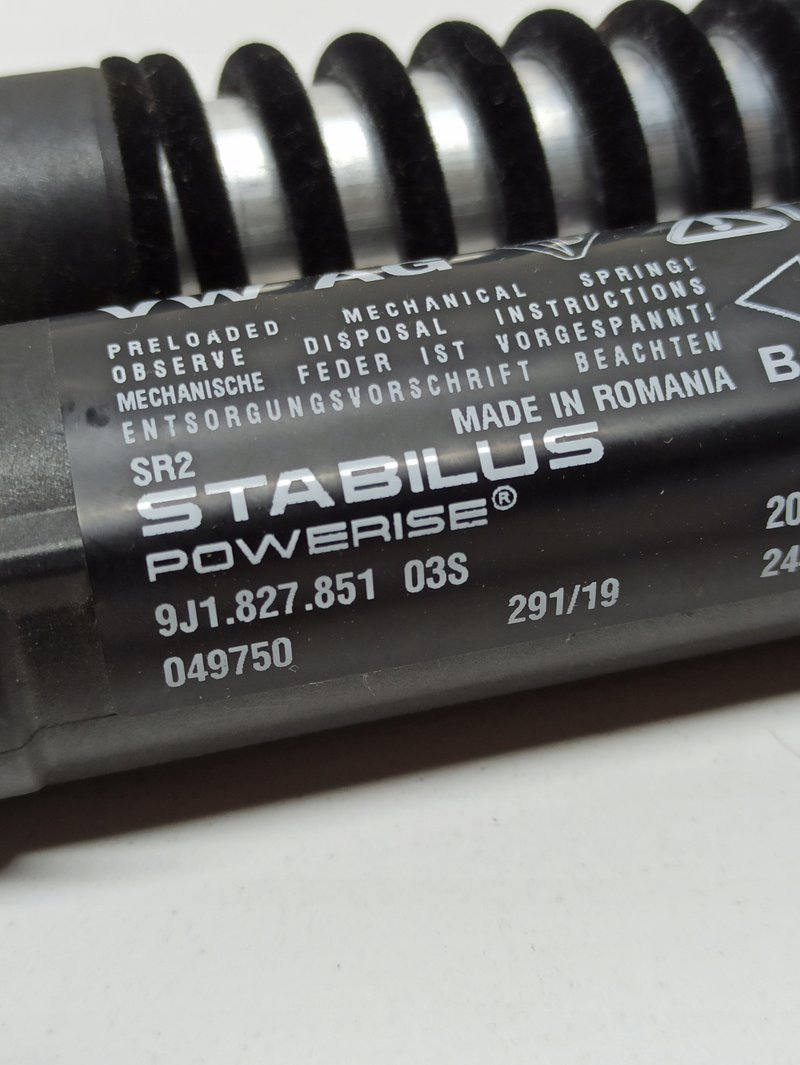 VW AG
PRELOADED MECHANICAL SPRING!
OBSERVE DISPOSAL INSTRUCTIONS
MECHANISCHE FEDER IST VORGESPANNT!
ENTSORGUNGSVORSCHRIFT BEACHTEN
MADE IN ROMANIA
SR2
STABILUS
POWERISE®
9J1.827.851 03S
291/19
049750